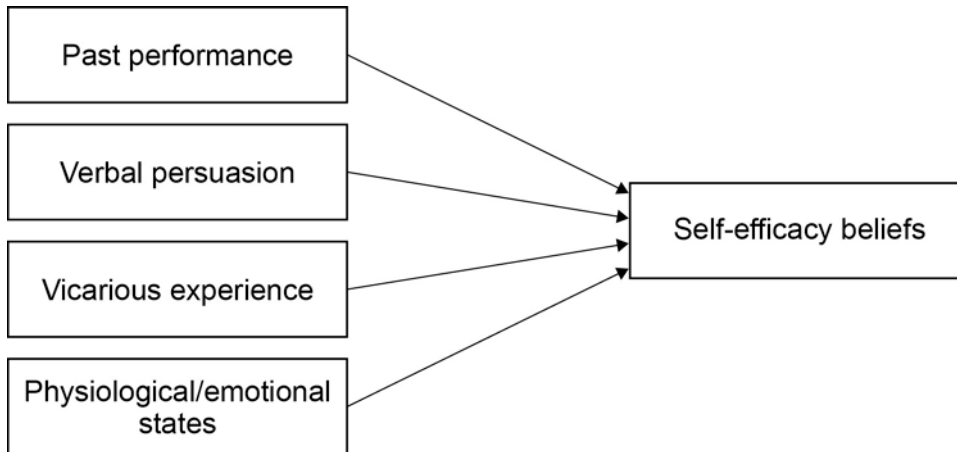 Past performance
Verbal persuasion
Vicarious experience
Physiological/emotional
states
Self-efficacy beliefs